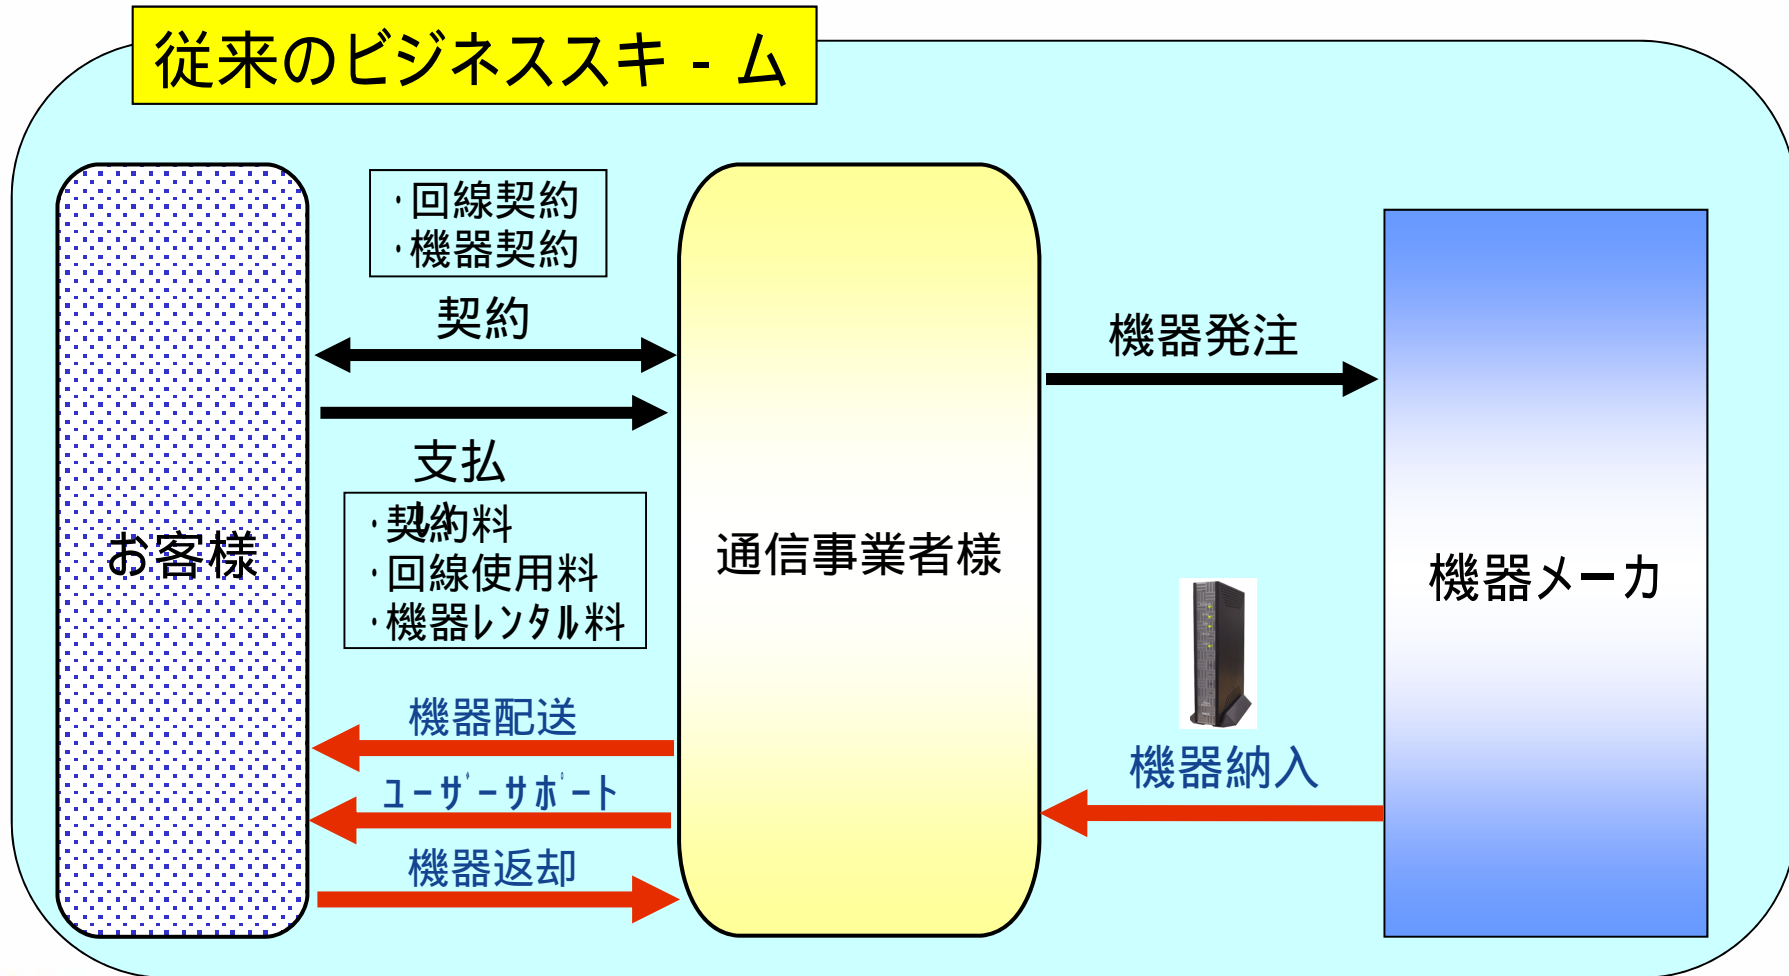 従来のビジネススキ-ム
・回線契約
・機器契約
契約
機器発注
支払
い
・契約料
・回線使用料
・機器レンタル料
お客様
通信事業者様
機器メーカ
機器配送
ﾕｰｻﾞｰｻﾎﾟｰﾄ
機器返却
機器納入